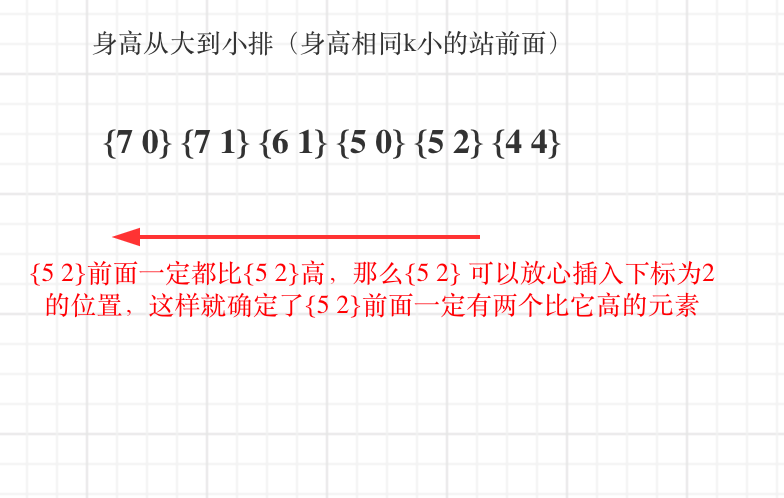 身高从大到小排（身高相同k小的站前面）
{7 0} {7 1} {6 1} {5 0} {5 2} {4 4}
{5 2}前面一定都比{5 2}高，那么{5 2} 可以放心插入下标为2
的位置，这样就确定了{5 2}前面一定有两个比它高的元素